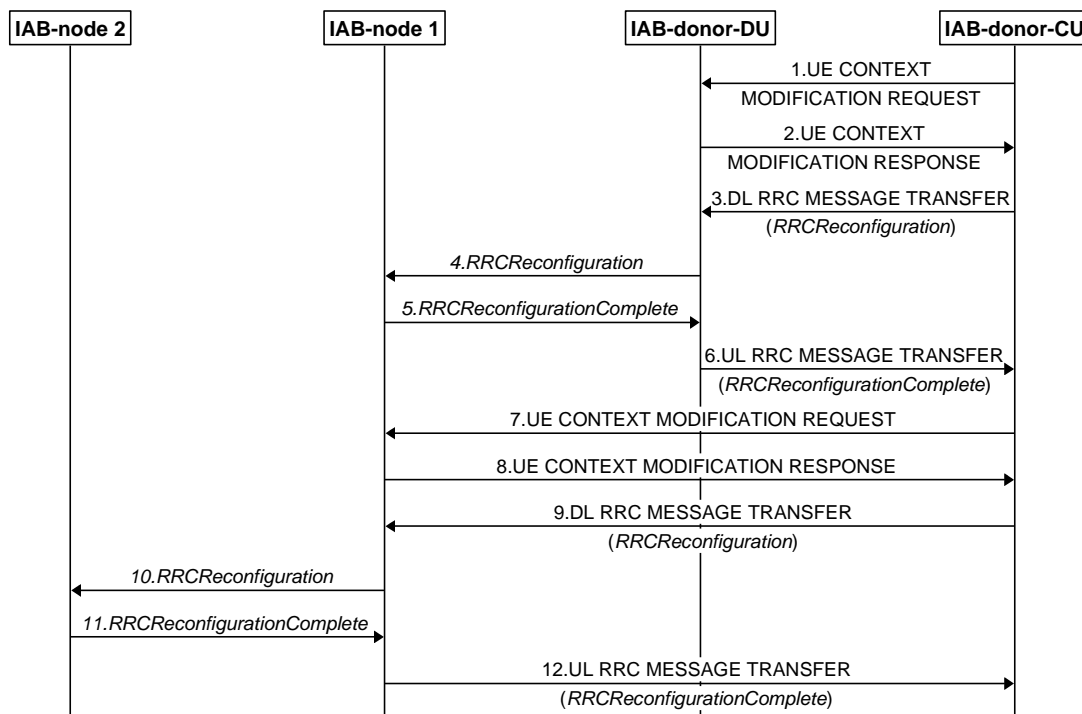 IAB-node 2
IAB-node 1
IAB-donor-DU
IAB-donor-CU
1.UE CONTEXT
MODIFICATION REQUEST
2.UE CONTEXT
MODIFICATION RESPONSE
3.DL RRC MESSAGE TRANSFER
(RRCReconfiguration)
4.RRCReconfiguration
5.RRCReconfigurationComplete
6.UL RRC MESSAGE TRANSFER
(RRCReconfigurationComplete)
7.UE CONTEXT MODIFICATION REQUEST
8.UE CONTEXT MODIFICATION RESPONSE
9.DL RRC MESSAGE TRANSFER
(RRCReconfiguration)
10.RRCReconfiguration
11.RRCReconfigurationComplete
12.UL RRC MESSAGE TRANSFER
(RRCReconfigurationComplete)